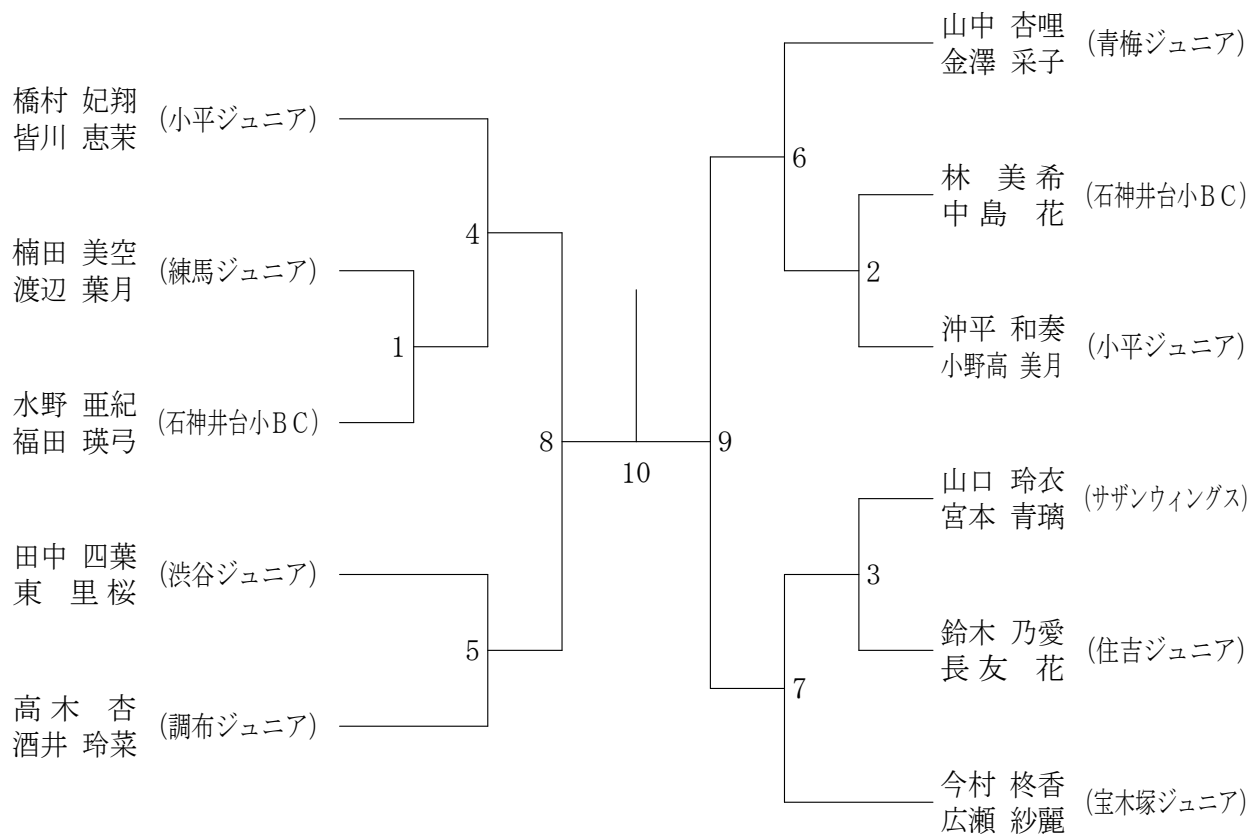 橋村 妃翔
皆川 恵茉
(小平ジュニア)
楠田 美空
渡辺 葉月
(練馬ジュニア)
水野 亜紀
福田 瑛弓
(石神井台小BC)
田中 四葉
東 里桜
(渋谷ジュニア)
高木 杏
酒井 玲菜
(調布ジュニア)
1
4
5
8
10
9
6
2
3
7
山中 杏哩
金澤 采子
(青梅ジュニア)
林 美希
中島 花
(石神井台小BC)
沖平 和奏
小野高 美月
(小平ジュニア)
山口 玲衣
宮本 青璃
(サザンウィングス)
鈴木 乃愛
長友 花
(住吉ジュニア)
今村 柊香
広瀬 紗麗
(宝木塚ジュニア)